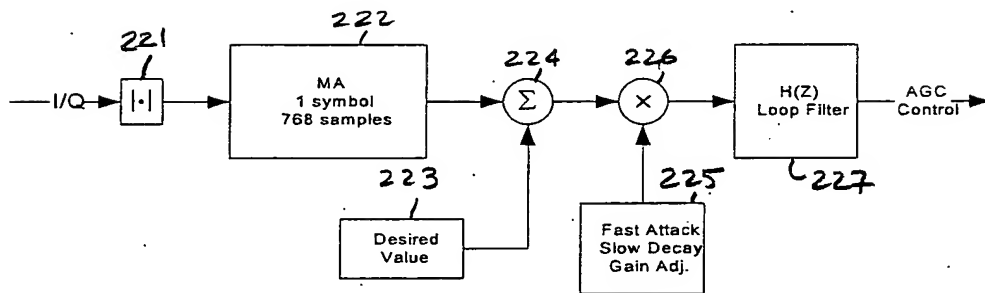 221
222
224
226
I/Q
|•|
MA
1 symbol
768 samples
Σ
×
H(Z)
Loop Filter
AGC
Control
223
225
227
Desired
Value
Fast Attack
Slow Decay
Gain Adj.